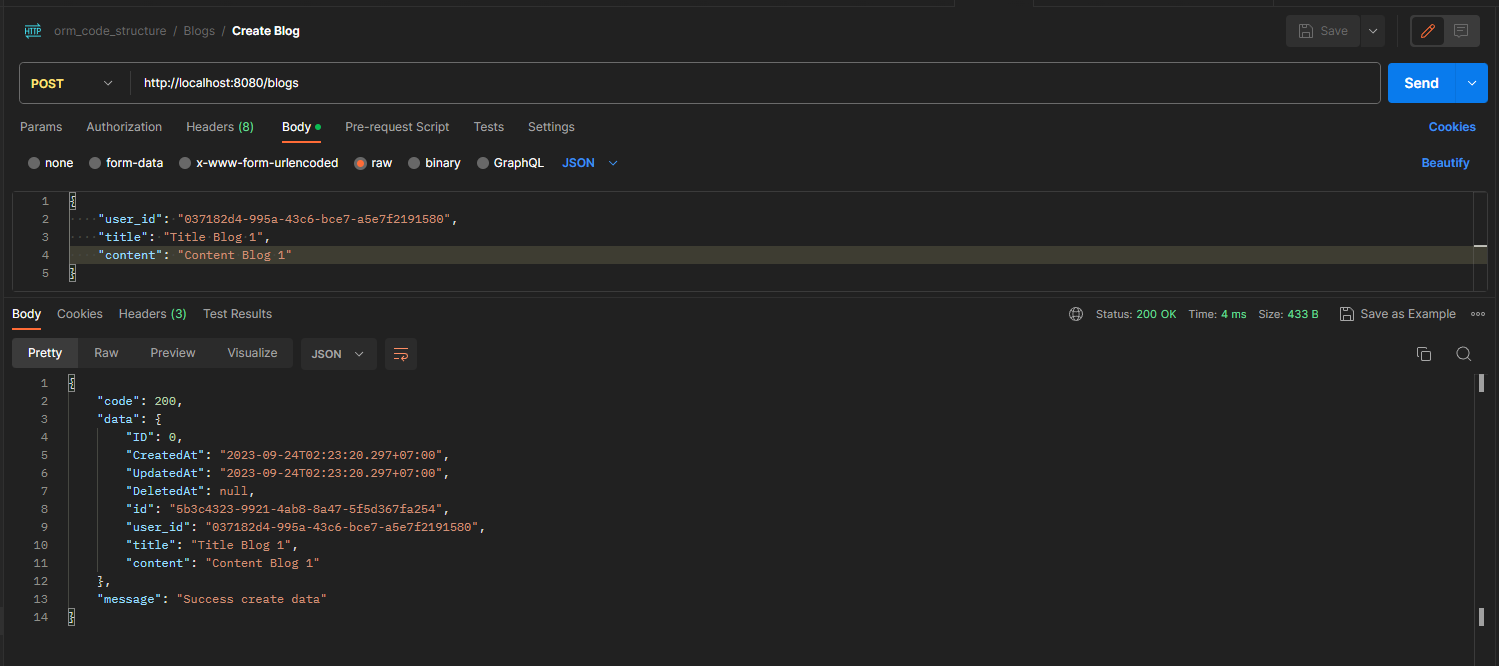 HTTP orm_code_structure / Blogs / Create Blog Save
POST http://localhost:8080/blogs Send
Params Authorization Headers (8) Body Pre-request Script Tests Settings Cookies
none form-data x-www-form-urlencoded raw binary GraphQL JSON Beautify
1 {
2 "user_id": "037182d4-995a-43c6-bce7-a5e7f2191580",
3 "title": "Title Blog 1",
4 "content": "Content Blog 1"
5 }
Body Cookies Headers (3) Test Results Status: 200 OK Time: 4 ms Size: 433 B Save as Example
Pretty Raw Preview Visualize JSON
1 {
2 "code": 200,
3 "data": {
4 "ID": 0,
5 "CreatedAt": "2023-09-24T02:23:20.297+07:00",
6 "UpdatedAt": "2023-09-24T02:23:20.297+07:00",
7 "DeletedAt": null,
8 "id": "5b3c4323-9921-4ab8-8a47-5f5d367fa254",
9 "user_id": "037182d4-995a-43c6-bce7-a5e7f2191580",
10 "title": "Title Blog 1",
11 "content": "Content Blog 1"
12 },
13 "message": "Success create data"
14 }